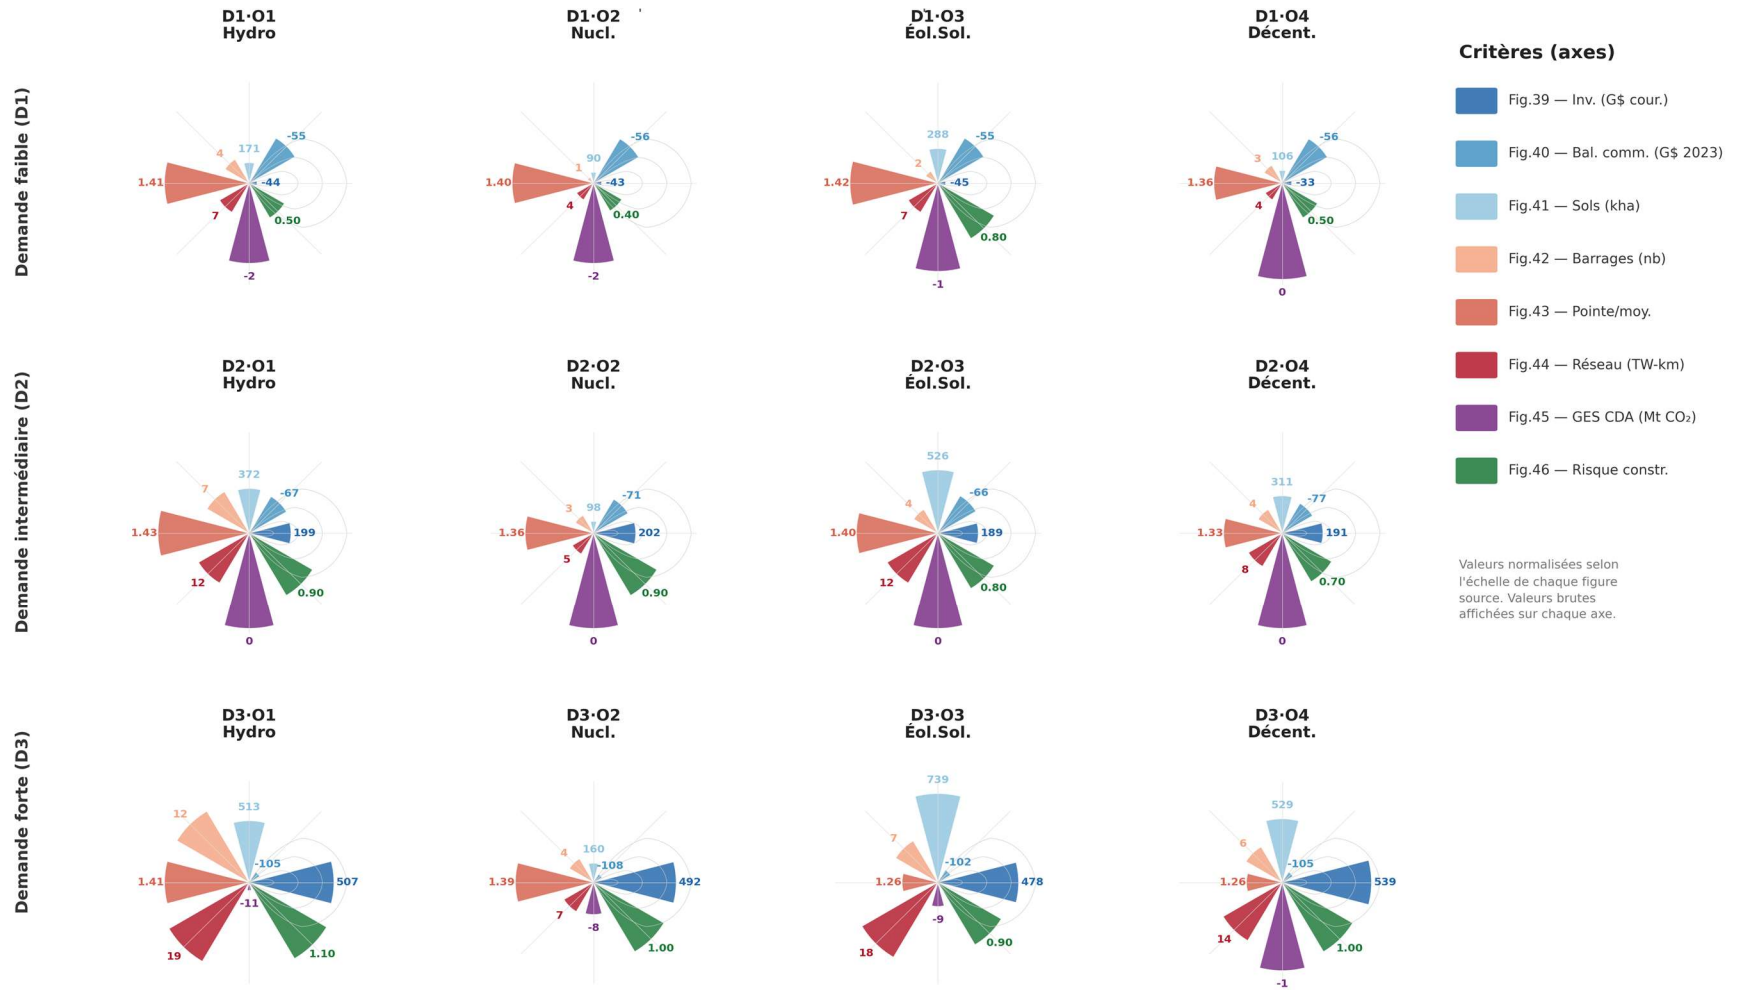 D1·O1
Hydro
D1·O2
Nucl.
D1·O3
Éol.Sol.
D1·O4
Décent.
Demande faible (D1)
1.41
4
171
-55
-44
0.50
-2
7
1.40
1
90
-56
-43
0.40
-2
4
1.42
2
288
-55
-45
0.80
-1
7
1.36
3
106
-56
-33
0.50
0
4
D2·O1
Hydro
D2·O2
Nucl.
D2·O3
Éol.Sol.
D2·O4
Décent.
Demande intermédiaire (D2)
1.43
7
372
-67
199
0.90
0
12
1.36
3
98
-71
202
0.90
0
5
1.40
4
526
-66
189
0.80
0
12
1.33
4
311
-77
191
0.70
0
8
D3·O1
Hydro
D3·O2
Nucl.
D3·O3
Éol.Sol.
D3·O4
Décent.
Demande forte (D3)
1.41
12
513
-105
507
1.10
-11
19
1.39
4
160
-108
492
1.00
-8
7
1.26
7
739
-102
478
0.90
-9
18
1.26
6
529
-105
539
1.00
-1
14
Critères (axes)
Fig.39 — Inv. (G$ cour.)
Fig.40 — Bal. comm. (G$ 2023)
Fig.41 — Sols (kha)
Fig.42 — Barrages (nb)
Fig.43 — Pointe/moy.
Fig.44 — Réseau (TW-km)
Fig.45 — GES CDA (Mt CO₂)
Fig.46 — Risque constr.
Valeurs normalisées selon
l'échelle de chaque figure
source. Valeurs brutes
affichées sur chaque axe.